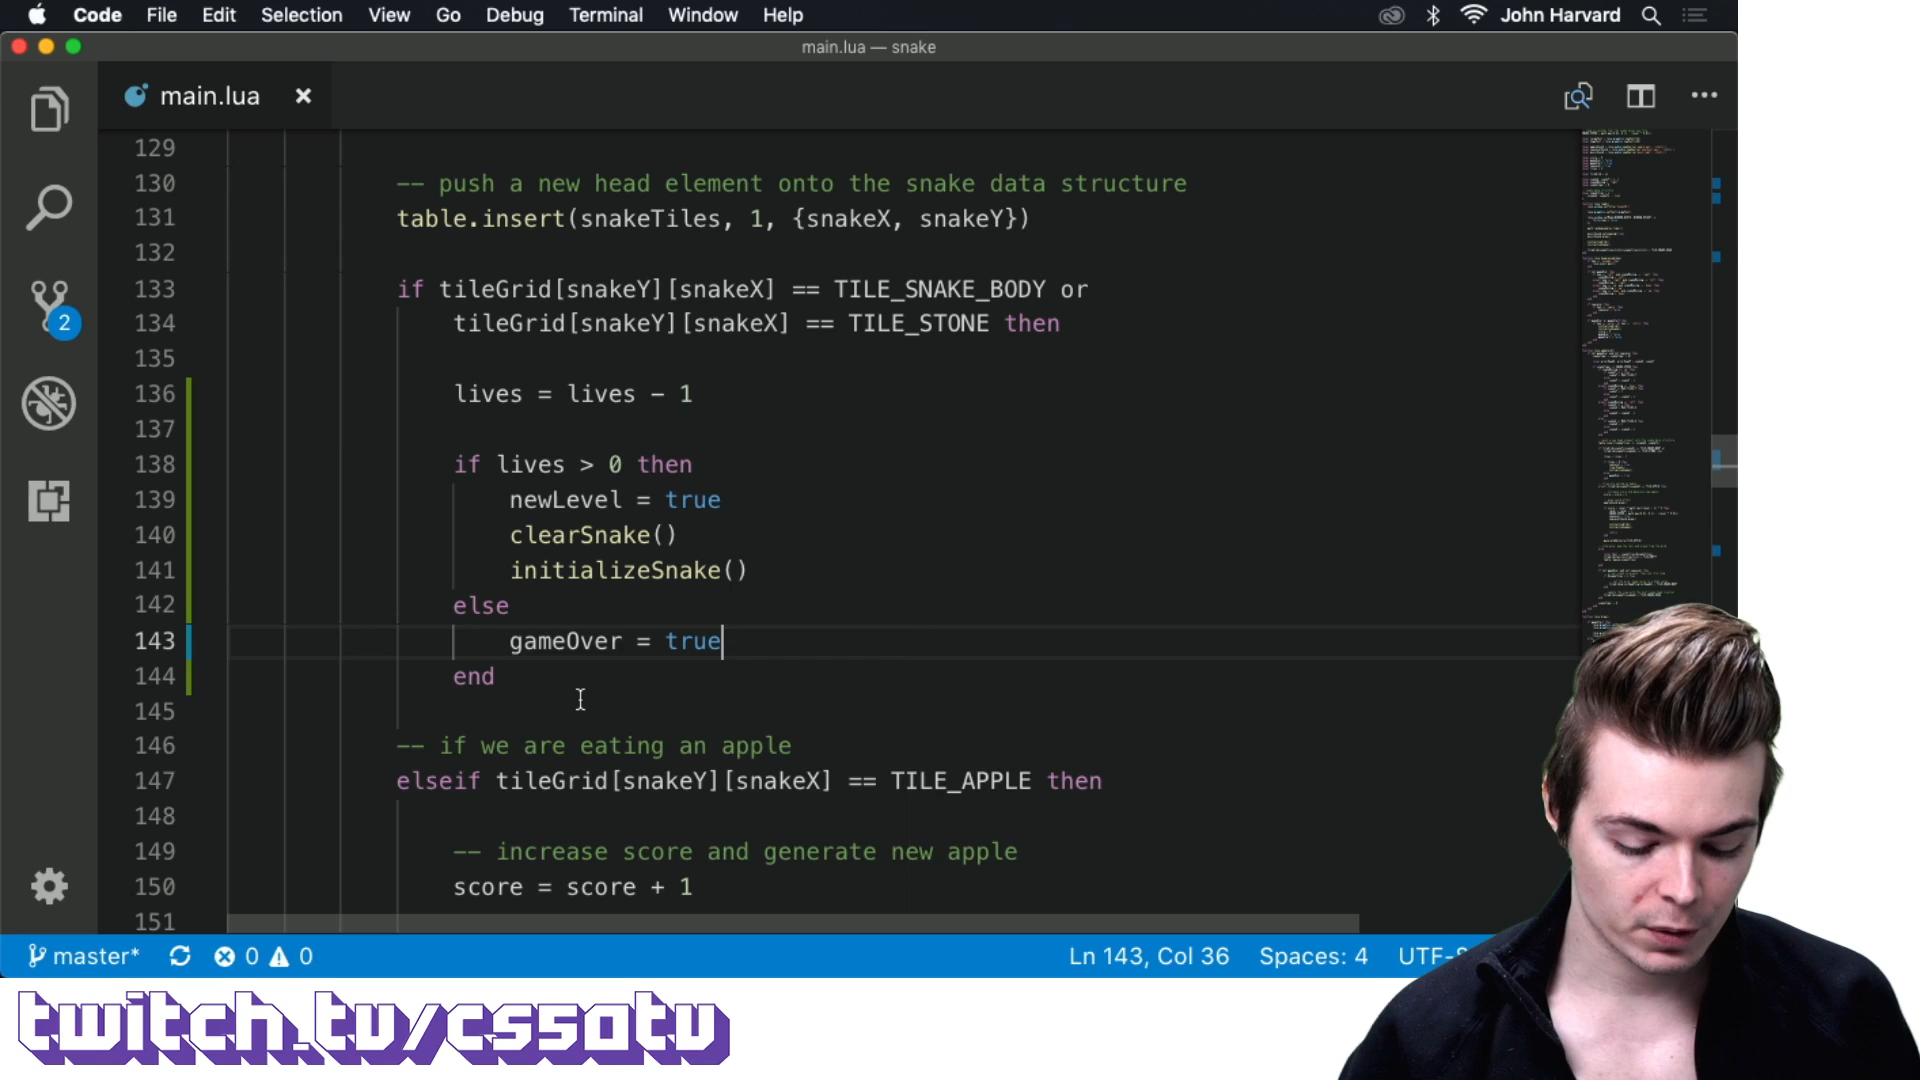 Code File Edit Selection View Go Debug Terminal Window Help John Harvard
main.lua — snake
main.lua
129
130 -- push a new head element onto the snake data structure
131 table.insert(snakeTiles, 1, {snakeX, snakeY})
132
133 if tileGrid[snakeY][snakeX] == TILE_SNAKE_BODY or
134 tileGrid[snakeY][snakeX] == TILE_STONE then
135
136 lives = lives - 1
137
138 if lives > 0 then
139 newLevel = true
140 clearSnake()
141 initializeSnake()
142 else
143 gameOver = true
144 end
145
146 -- if we are eating an apple
147 elseif tileGrid[snakeY][snakeX] == TILE_APPLE then
148
149 -- increase score and generate new apple
150 score = score + 1
151
2
master* 0 0 Ln 143, Col 36 Spaces: 4
twitch.tv/cs50tv